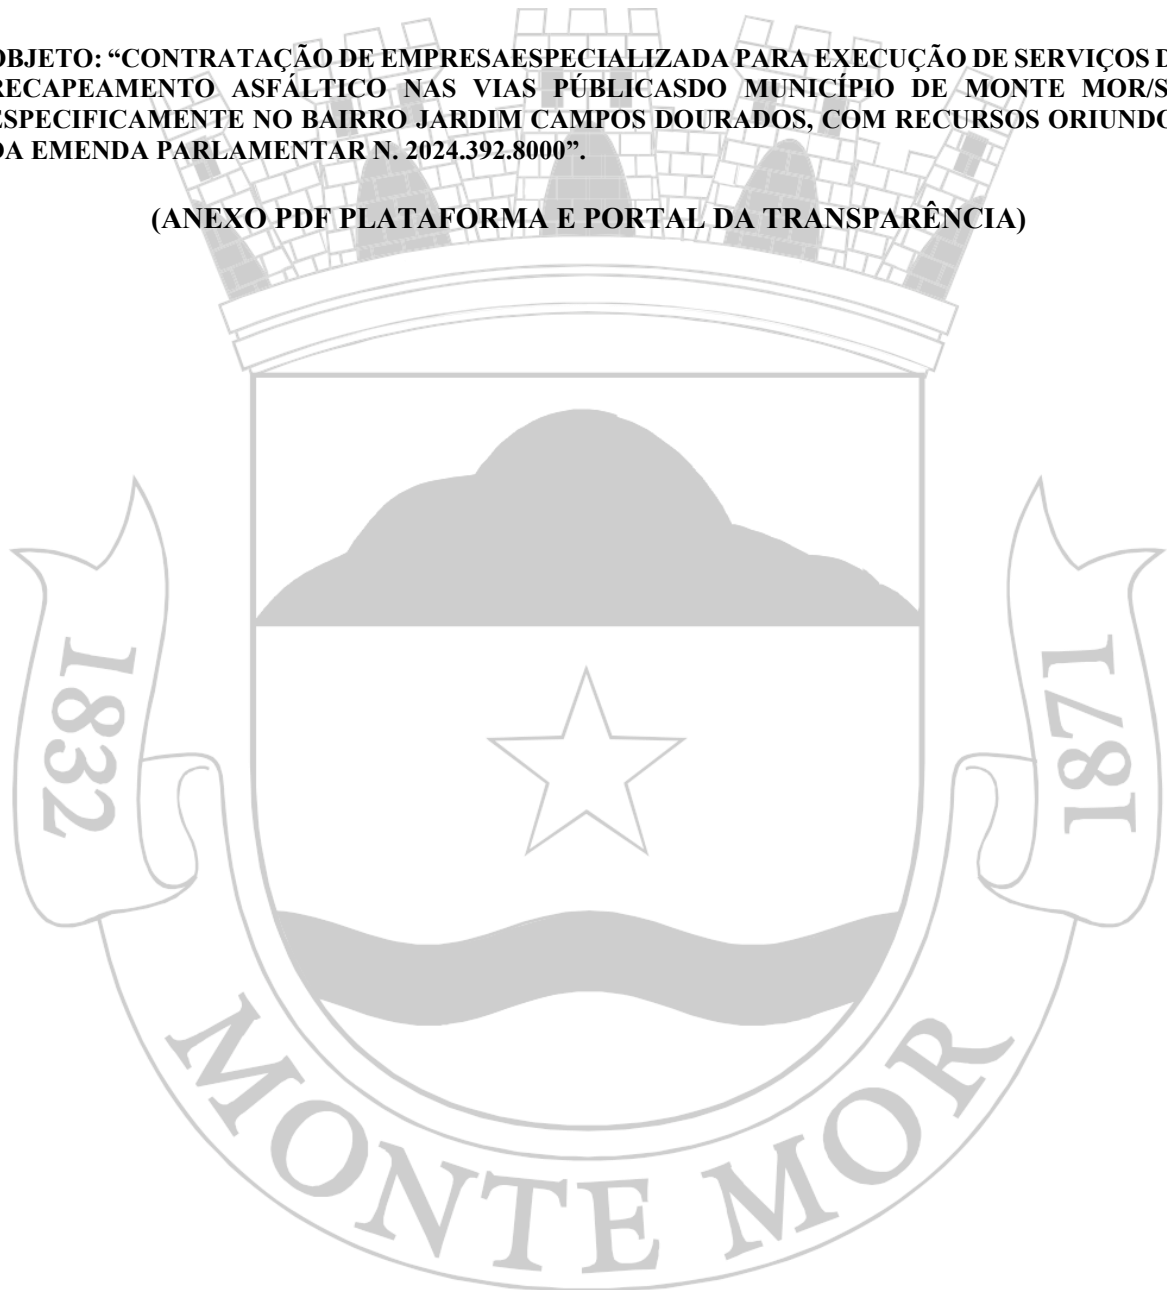 OBJETO: “CONTRATAÇÃO DE EMPRESAESPECIALIZADA PARA EXECUÇÃO DE SERVIÇOS D
RECAPEAMENTO ASFÁLTICO NAS VIAS PÚBLICASDO MUNICÍPIO DE MONTE MOR/S
ESPECIFICAMENTE NO BAIRRO JARDIM CAMPOS DOURADOS, COM RECURSOS ORIUNDO
DA EMENDA PARLAMENTAR N. 2024.392.8000”.
(ANEXO PDF PLATAFORMA E PORTAL DA TRANSPARÊNCIA)
1832
1871
MONTE MOR